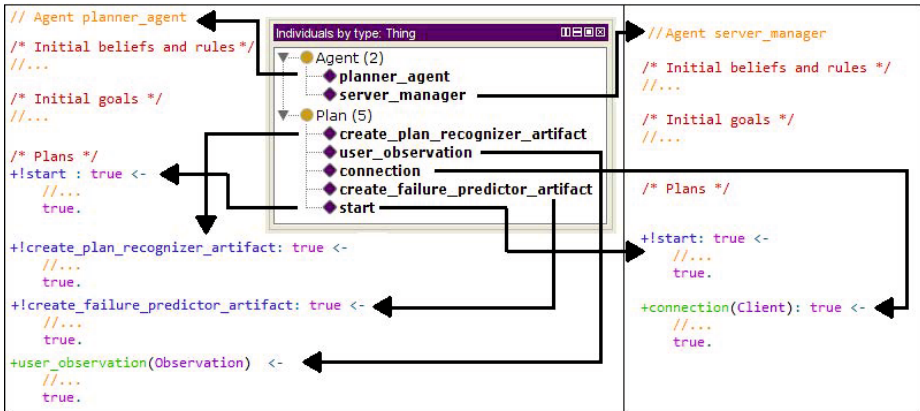 // Agent planner_agent
/* Initial beliefs and rules */
//...
/* Initial goals */
//...
/* Plans */
+!start : true <-
//...
true.
+!create_plan_recognizer_artifact: true <-
//...
true.
+!create_failure_predictor_artifact: true <-
//...
true.
+user_observation(Observation) <-
//...
true.
Individuals by type: Thing
Agent (2)
planner_agent
server_manager
Plan (5)
create_plan_recognizer_artifact
user_observation
connection
create_failure_predictor_artifact
start
//Agent server_manager
/* Initial beliefs and rules */
//...
/* Initial goals */
//...
/* Plans */
+!start: true <-
//...
true.
+connection(Client): true <-
//...
true.